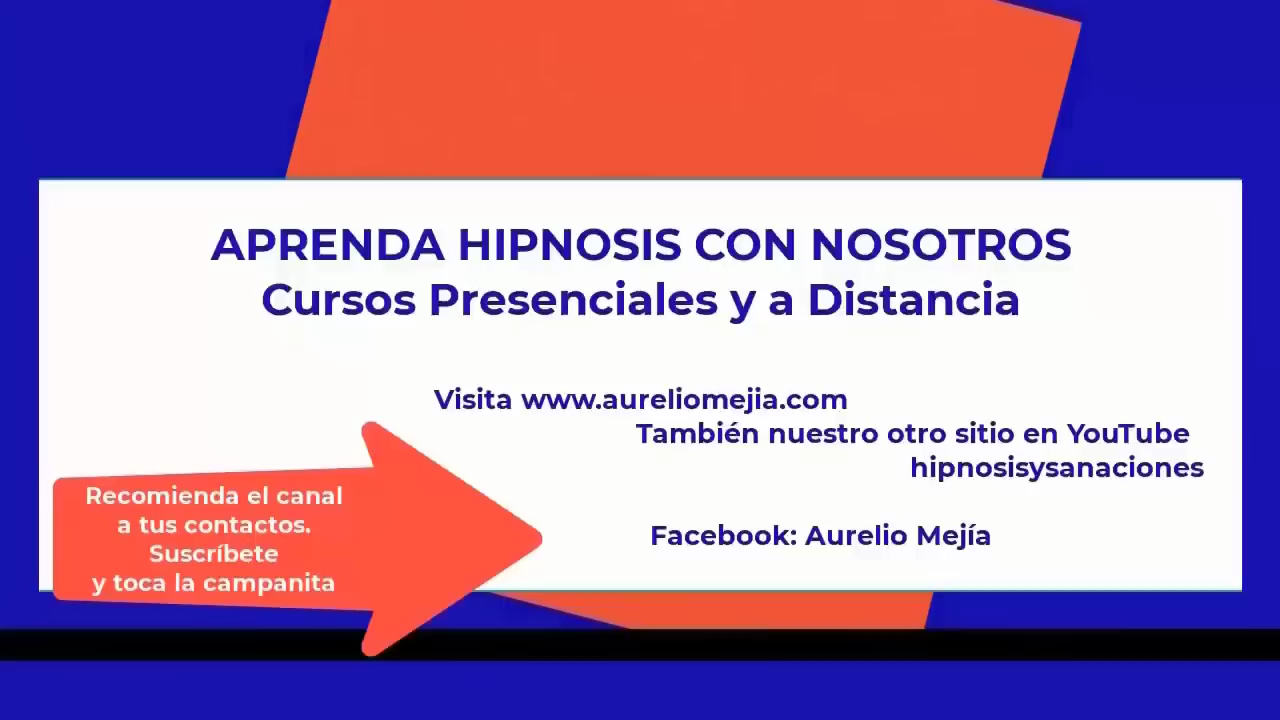 APRENDA HIPNOSIS CON NOSOTROS
Cursos Presenciales y a Distancia
Visita www.aureliomejia.com
También nuestro otro sitio en YouTube
hipnosisysanaciones
Facebook: Aurelio Mejía
Recomienda el canal
a tus contactos.
Suscríbete
y toca la campanita